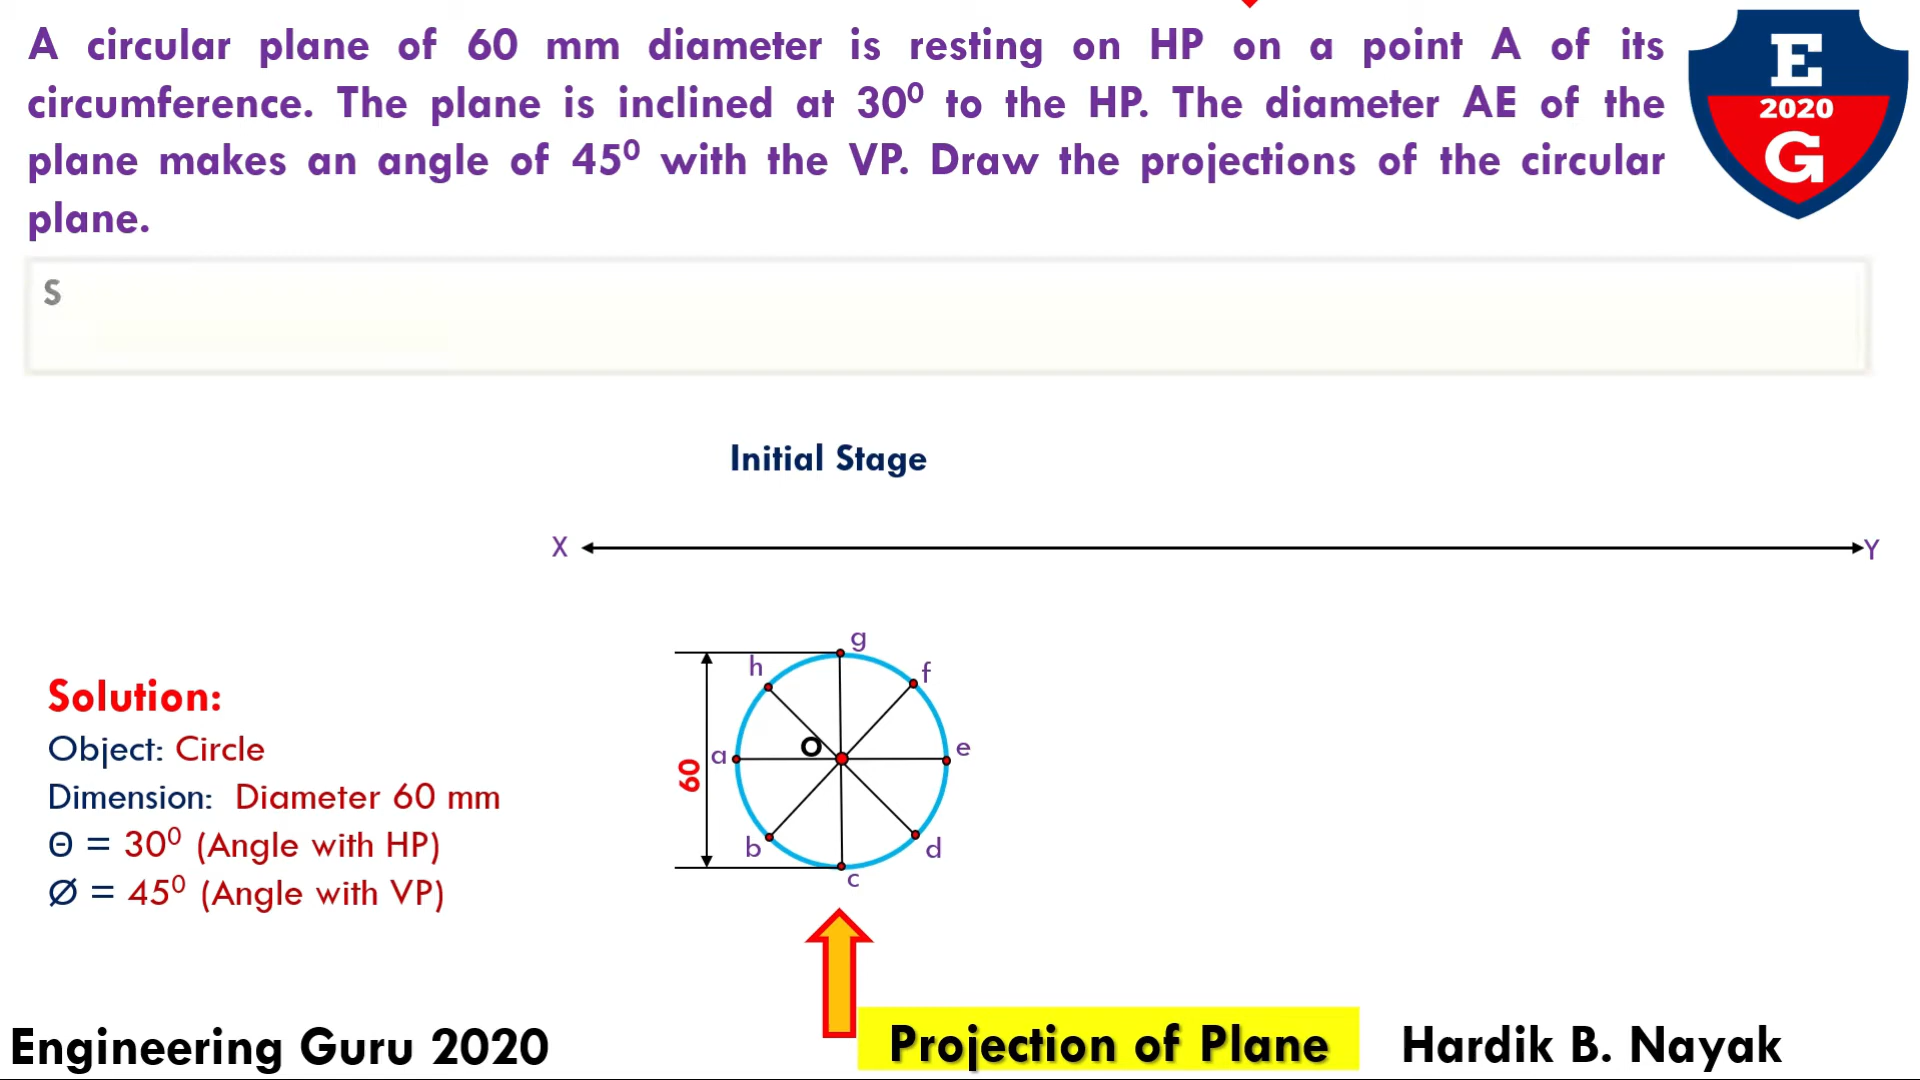 A circular plane of 60 mm diameter is resting on HP on a point A of its
circumference. The plane is inclined at 30⁰ to the HP. The diameter AE of the
plane makes an angle of 45⁰ with the VP. Draw the projections of the circular
plane.
E
2020
G
S
Initial Stage
X
Y
g
h
f
O
a
e
60
b
d
c
Solution:
Object: Circle
Dimension: Diameter 60 mm
Θ = 30⁰ (Angle with HP)
Ø = 45⁰ (Angle with VP)
Engineering Guru 2020
Projection of Plane
Hardik B. Nayak